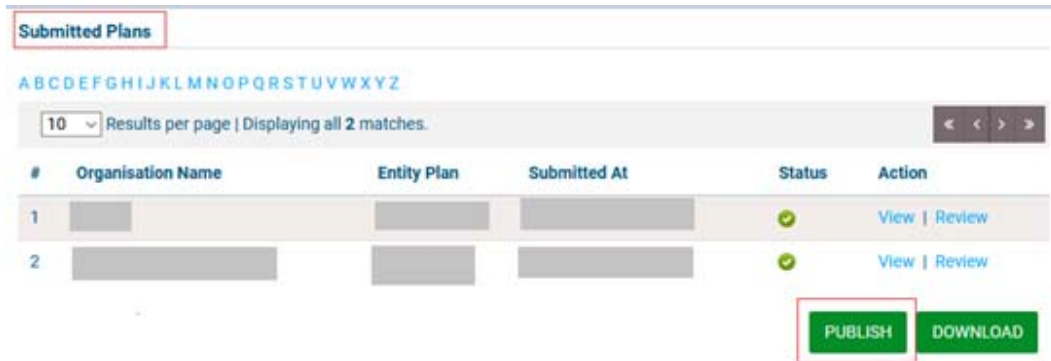 Submitted Plans
A B C D E F G H I J K L M N O P Q R S T U V W X Y Z
10 Results per page | Displaying all 2 matches.
« < > »
# Organisation Name Entity Plan Submitted At Status Action
1 View | Review
2 View | Review
PUBLISH DOWNLOAD